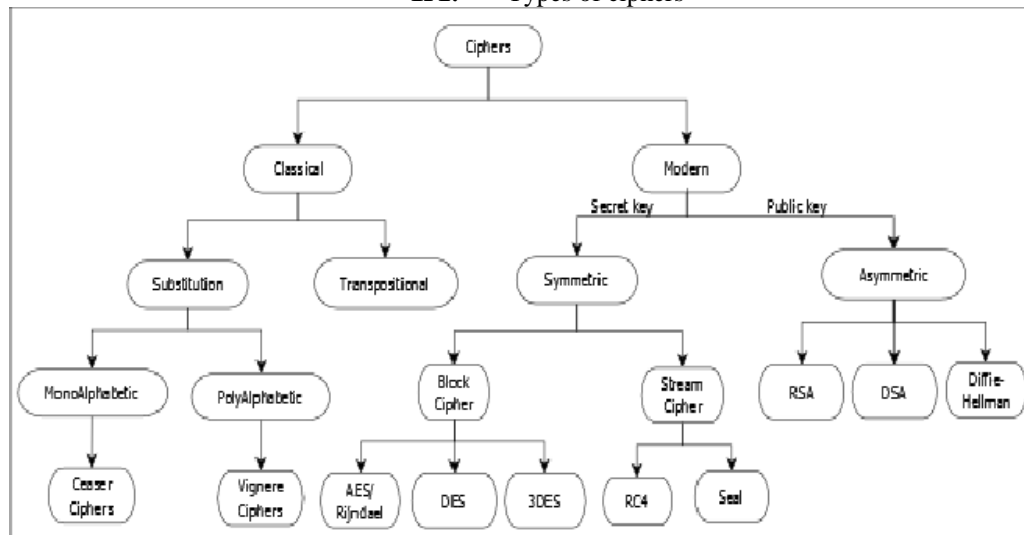 Types of ciphers
Ciphers
Classical
Modern
Secret key
Public key
Substitution
Transpositional
Symmetric
Asymmetric
MonoAlphabetic
PolyAlphabetic
Block
Cipher
Stream
Cipher
RSA
DSA
Diffie-
Hellman
Ceaser
Ciphers
Vignere
Ciphers
AES/
Rijndael
DES
3DES
RC4
Seal